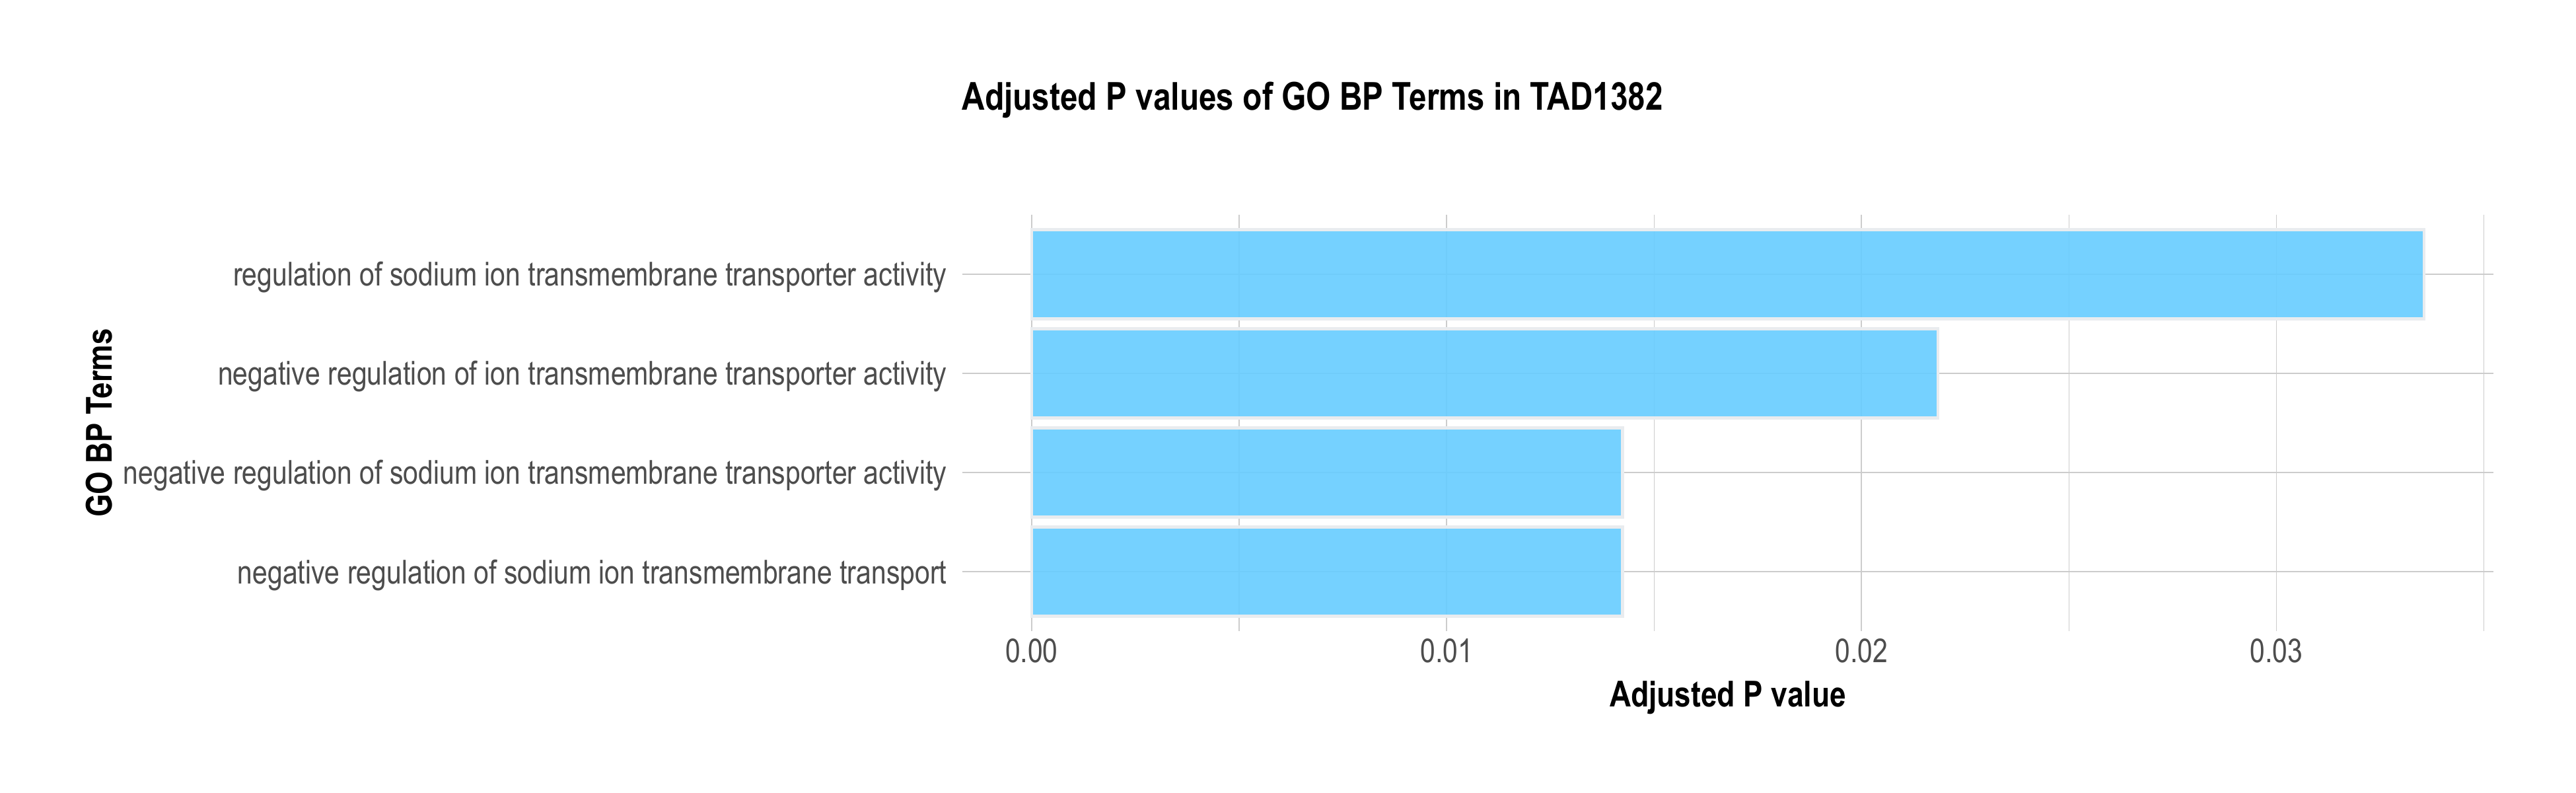 Adjusted P values of GO BP Terms in TAD1382
GO BP Terms
regulation of sodium ion transmembrane transporter activity
negative regulation of ion transmembrane transporter activity
negative regulation of sodium ion transmembrane transporter activity
negative regulation of sodium ion transmembrane transport
0.00 0.01 0.02 0.03
Adjusted P value